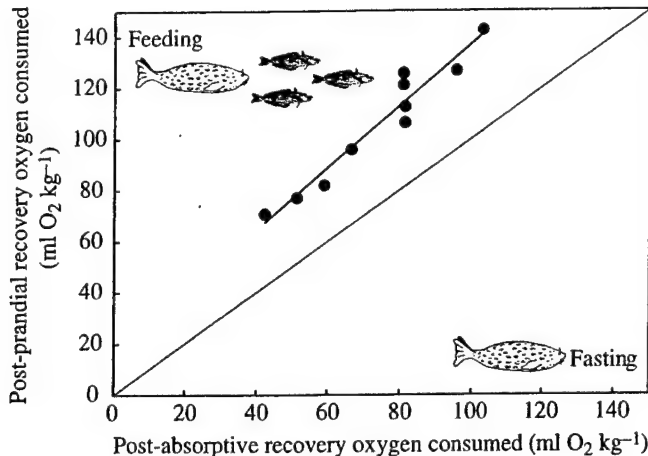 Post-prandial recovery oxygen consumed
(ml O₂ kg⁻¹)
140
120
100
80
60
40
20
0
Feeding
Fasting
0 20 40 60 80 100 120 140
Post-absorptive recovery oxygen consumed (ml O₂ kg⁻¹)